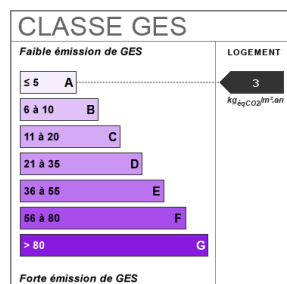 CLASSE GES
Faible émission de GES
LOGEMENT
≤ 5 A
3
kgéqCO2/m².an
6 à 10 B
11 à 20 C
21 à 35 D
36 à 55 E
56 à 80 F
> 80 G
Forte émission de GES